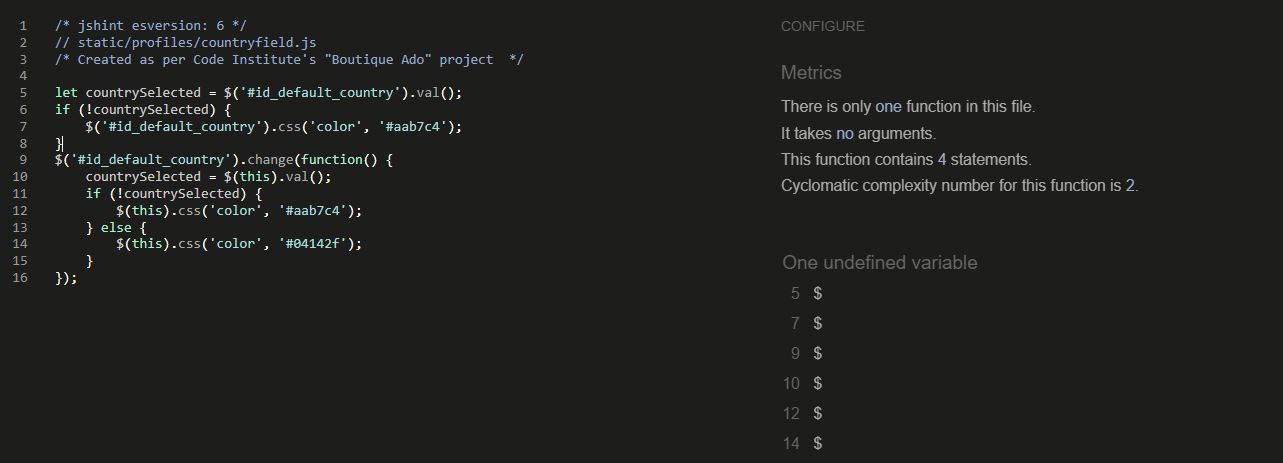 1 /* jshint esversion: 6 */
2 // static/profiles/countryfield.js
3 /* Created as per Code Institute's "Boutique Ado" project  */
4
5 let countrySelected = $('#id_default_country').val();
6 if (!countrySelected) {
7     $('#id_default_country').css('color', '#aab7c4');
8 }
9 $('#id_default_country').change(function() {
10     countrySelected = $(this).val();
11     if (!countrySelected) {
12         $(this).css('color', '#aab7c4');
13     } else {
14         $(this).css('color', '#04142f');
15     }
16 });
CONFIGURE
Metrics
There is only one function in this file.
It takes no arguments.
This function contains 4 statements.
Cyclomatic complexity number for this function is 2.
One undefined variable
5 $
7 $
9 $
10 $
12 $
14 $